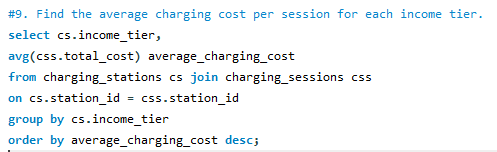 #9. Find the average charging cost per session for each income tier.
select cs.income_tier,
avg(css.total_cost) average_charging_cost
from charging_stations cs join charging_sessions css
on cs.station_id = css.station_id
group by cs.income_tier
order by average_charging_cost desc;